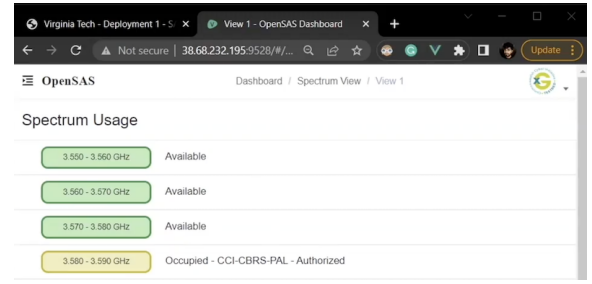 Virginia Tech - Deployment 1 - S
View 1 - OpenSAS Dashboard
Not secure | 38.68.232.195:9528/#/...
Update
OpenSAS
Dashboard / Spectrum View / View 1
xG
Spectrum Usage
3.550 - 3.560 GHz Available
3.560 - 3.570 GHz Available
3.570 - 3.580 GHz Available
3.580 - 3.590 GHz Occupied - CCI-CBRS-PAL - Authorized